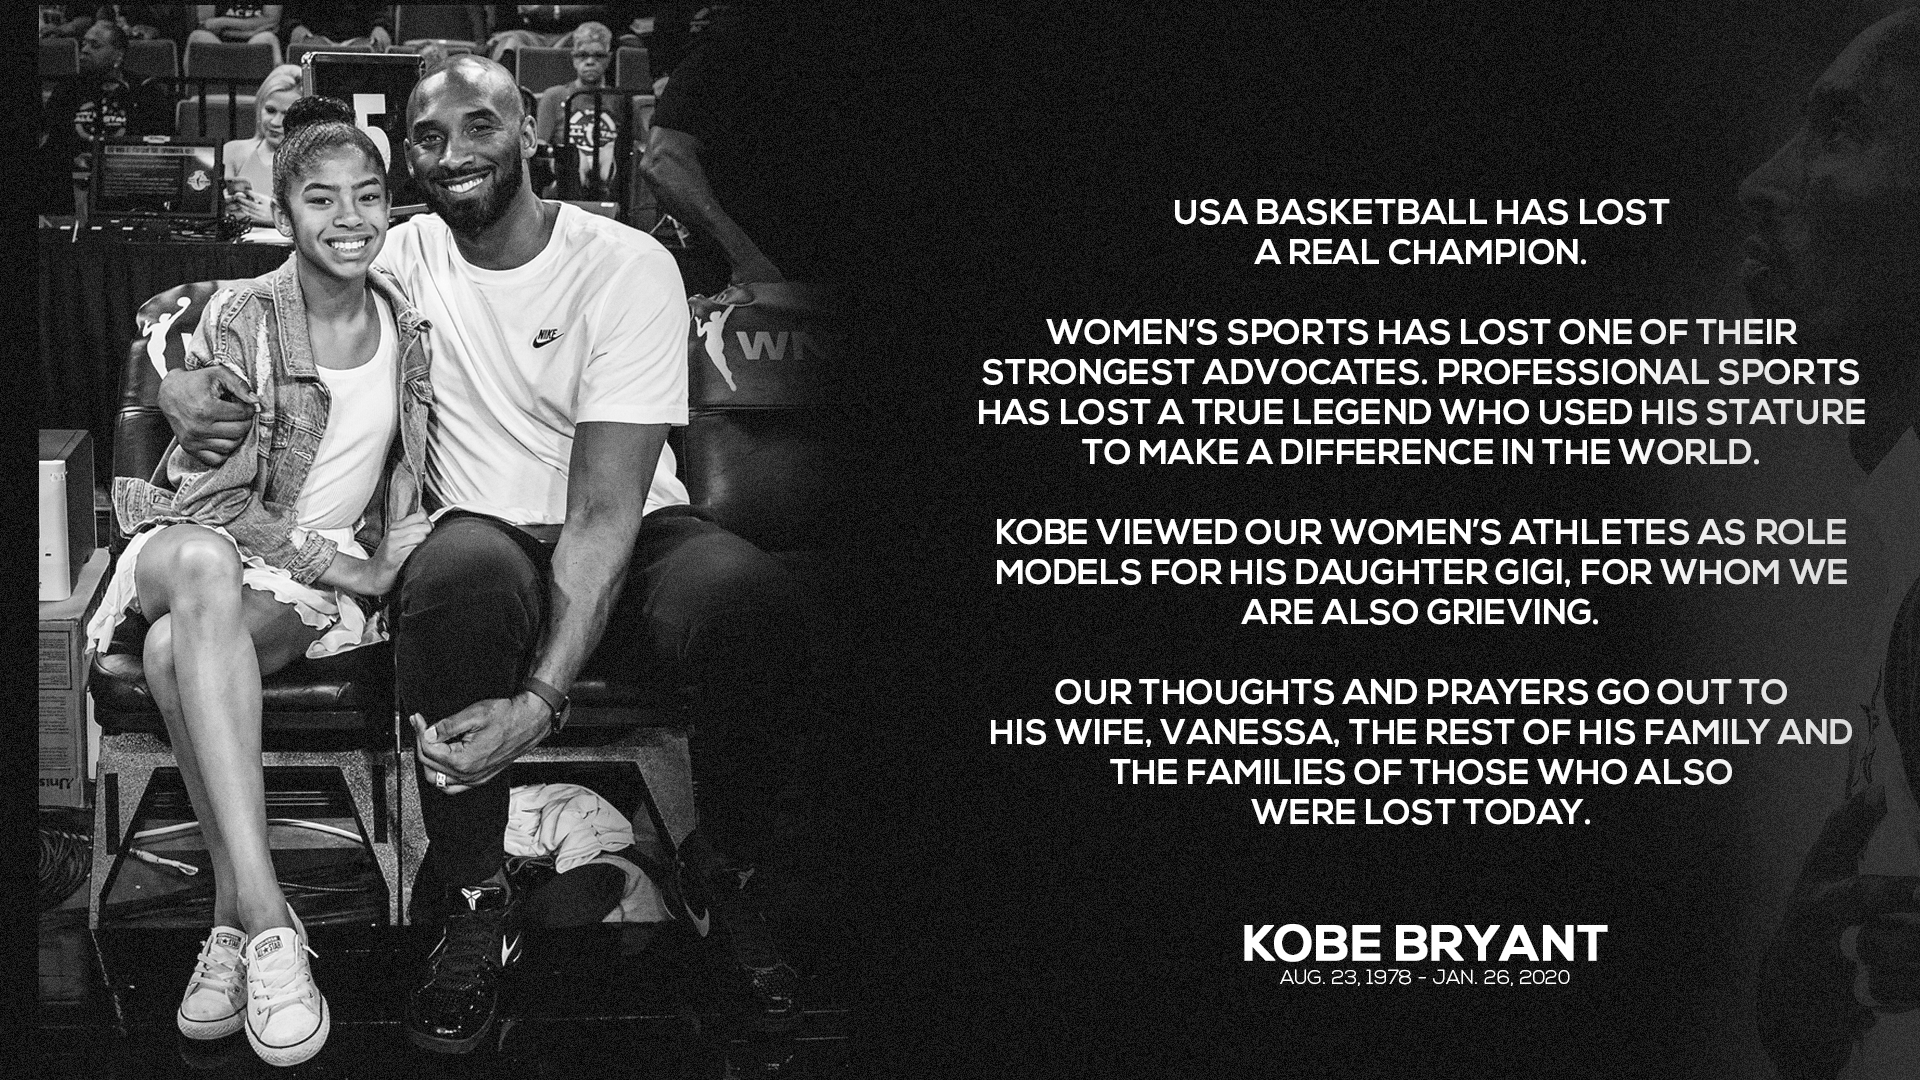 ACES
5
NIKE
WN
USA BASKETBALL HAS LOST
A REAL CHAMPION.
WOMEN'S SPORTS HAS LOST ONE OF THEIR
STRONGEST ADVOCATES. PROFESSIONAL SPORTS
HAS LOST A TRUE LEGEND WHO USED HIS STATURE
TO MAKE A DIFFERENCE IN THE WORLD.
KOBE VIEWED OUR WOMEN'S ATHLETES AS ROLE
MODELS FOR HIS DAUGHTER GIGI, FOR WHOM WE
ARE ALSO GRIEVING.
OUR THOUGHTS AND PRAYERS GO OUT TO
HIS WIFE, VANESSA, THE REST OF HIS FAMILY AND
THE FAMILIES OF THOSE WHO ALSO
WERE LOST TODAY.
KOBE BRYANT
AUG. 23, 1978 - JAN. 26, 2020